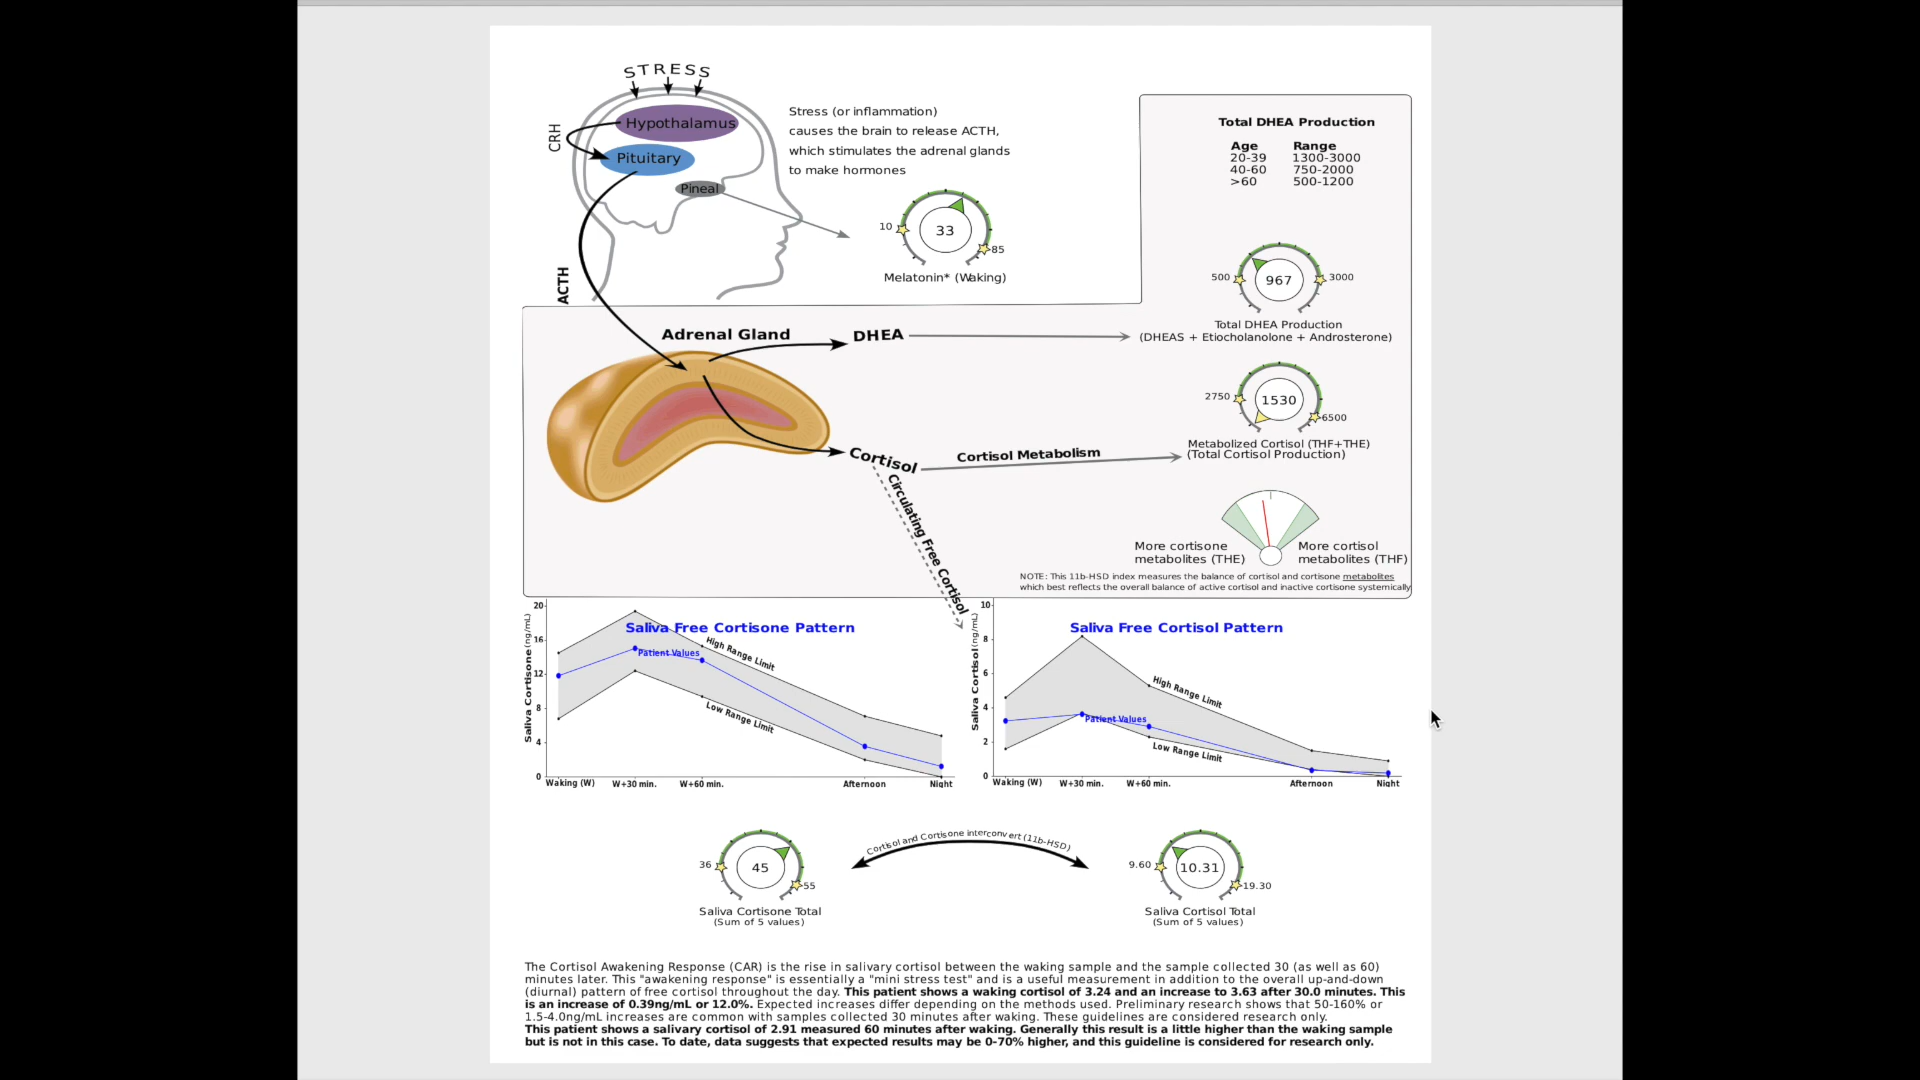 STRESS
Hypothalamus
CRH
Pituitary
Pineal
ACTH
Stress (or inflammation)
causes the brain to release ACTH,
which stimulates the adrenal glands
to make hormones
10
33
85
Melatonin* (Waking)
Total DHEA Production
Age Range
20-39 1300-3000
40-60 750-2000
>60 500-1200
500
967
3000
Total DHEA Production
(DHEAS + Etiocholanolone + Androsterone)
Adrenal Gland
DHEA
2750
1530
6500
Metabolized Cortisol (THF+THE)
(Total Cortisol Production)
Cortisol
Cortisol Metabolism
Circulating Free Cortisol
More cortisone
metabolites (THE)
More cortisol
metabolites (THF)
NOTE: This 11b-HSD index measures the balance of cortisol and cortisone metabolites
which best reflects the overall balance of active cortisol and inactive cortisone systemically
Saliva Free Cortisone Pattern
Saliva Cortisone (ng/mL)
20
16
12
8
4
0
High Range Limit
Patient Values
Low Range Limit
Waking (W) W+30 min. W+60 min. Afternoon Night
Saliva Free Cortisol Pattern
Saliva Cortisol (ng/mL)
10
8
6
4
2
0
High Range Limit
Patient Values
Low Range Limit
Waking (W) W+30 min. W+60 min. Afternoon Night
36
45
55
Saliva Cortisone Total
(Sum of 5 values)
Cortisol and Cortisone interconvert (11b-HSD)
9.60
10.31
19.30
Saliva Cortisol Total
(Sum of 5 values)
The Cortisol Awakening Response (CAR) is the rise in salivary cortisol between the waking sample and the sample collected 30 (as well as 60)
minutes later. This "awakening response" is essentially a "mini stress test" and is a useful measurement in addition to the overall up-and-down
(diurnal) pattern of free cortisol throughout the day. This patient shows a waking cortisol of 3.24 and an increase to 3.63 after 30.0 minutes. This
is an increase of 0.39ng/mL or 12.0%. Expected increases differ depending on the methods used. Preliminary research shows that 50-160% or
1.5-4.0ng/mL increases are common with samples collected 30 minutes after waking. These guidelines are considered research only.
This patient shows a salivary cortisol of 2.91 measured 60 minutes after waking. Generally this result is a little higher than the waking sample
but is not in this case. To date, data suggests that expected results may be 0-70% higher, and this guideline is considered for research only.